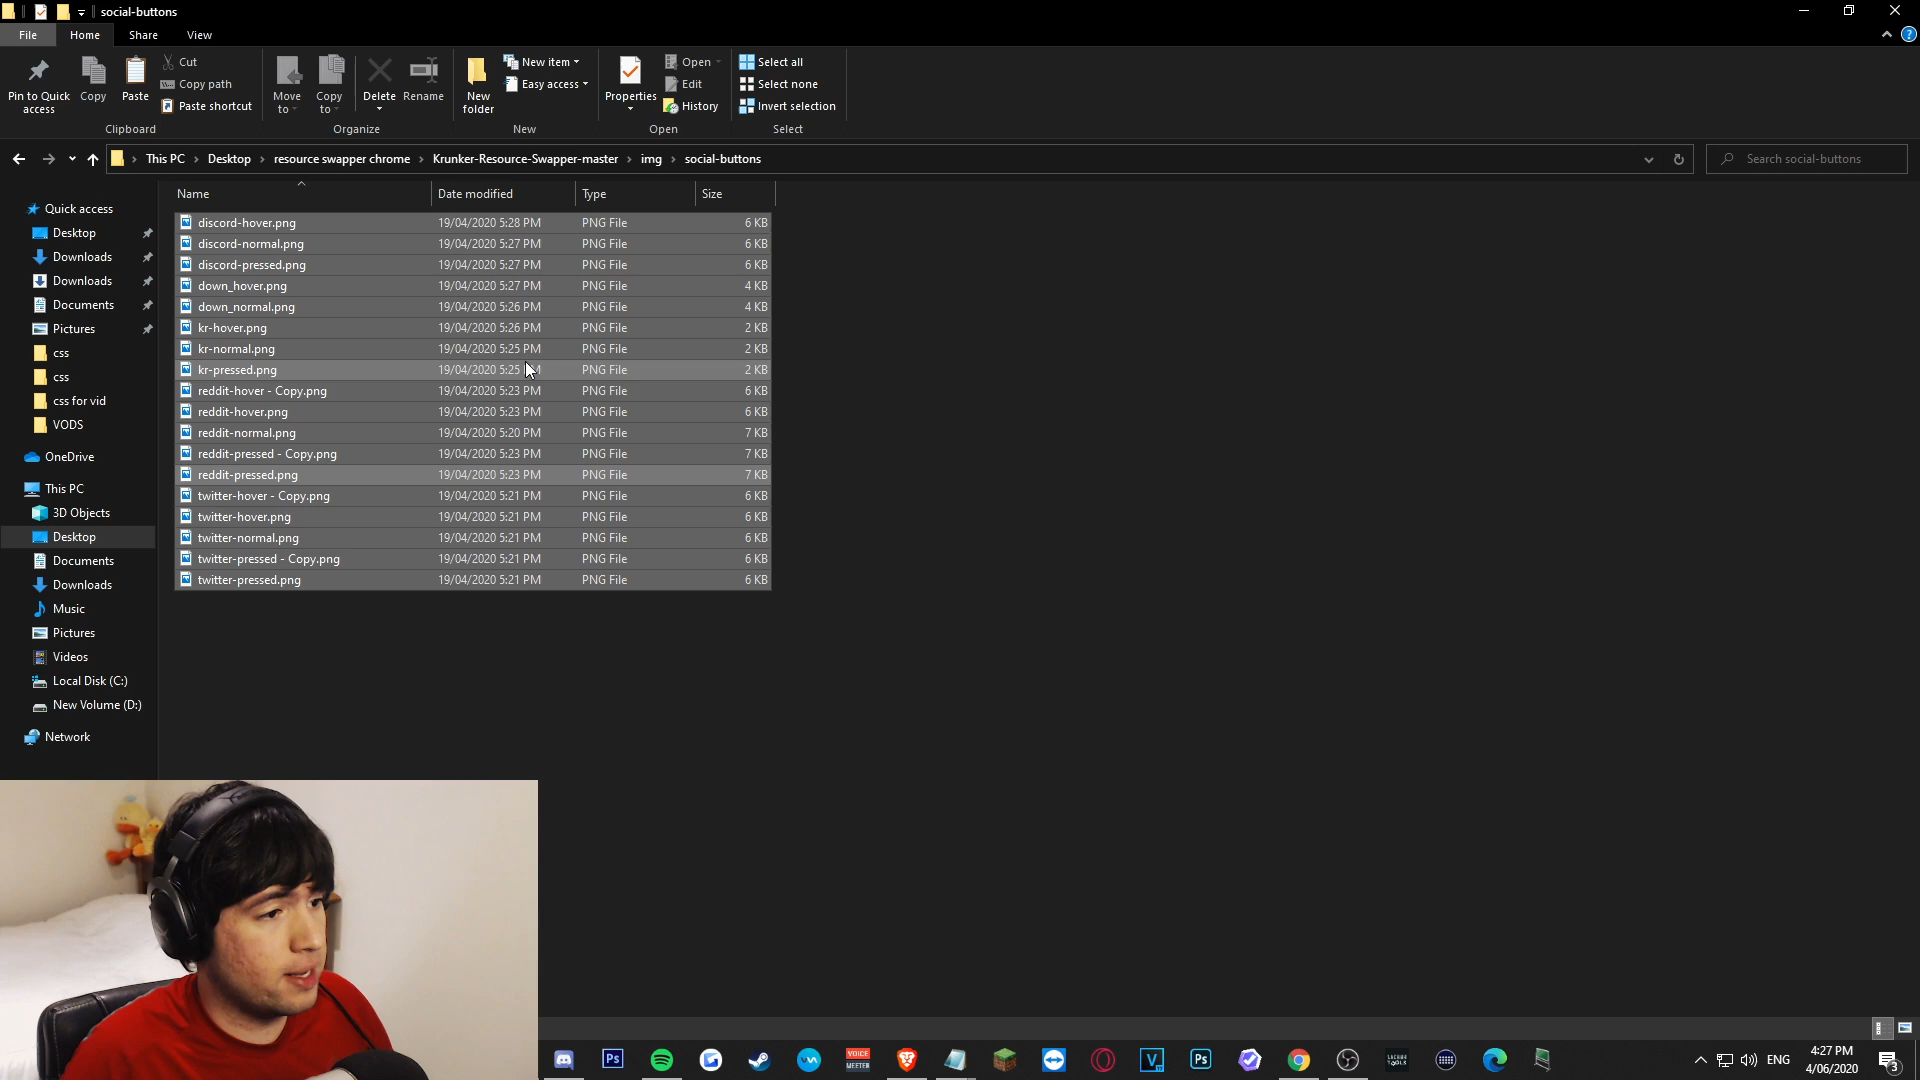 social-buttons
File Home Share View
Pin to Quick access
Copy
Paste
Cut
Copy path
Paste shortcut
Clipboard
Move to
Copy to
Delete
Rename
Organize
New folder
New item
Easy access
New
Properties
Open
Edit
History
Open
Select all
Select none
Invert selection
Select
This PC > Desktop > resource swapper chrome > Krunker-Resource-Swapper-master > img > social-buttons
Search social-buttons
Name Date modified Type Size
Quick access
Desktop
Downloads
Downloads
Documents
Pictures
css
css
css for vid
VODS
OneDrive
This PC
3D Objects
Desktop
Documents
Downloads
Music
Pictures
Videos
Local Disk (C:)
New Volume (D:)
Network
discord-hover.png 19/04/2020 5:28 PM PNG File 6 KB
discord-normal.png 19/04/2020 5:27 PM PNG File 6 KB
discord-pressed.png 19/04/2020 5:27 PM PNG File 6 KB
down_hover.png 19/04/2020 5:27 PM PNG File 4 KB
down_normal.png 19/04/2020 5:26 PM PNG File 4 KB
kr-hover.png 19/04/2020 5:26 PM PNG File 2 KB
kr-normal.png 19/04/2020 5:25 PM PNG File 2 KB
kr-pressed.png 19/04/2020 5:25 PM PNG File 2 KB
reddit-hover - Copy.png 19/04/2020 5:23 PM PNG File 6 KB
reddit-hover.png 19/04/2020 5:23 PM PNG File 6 KB
reddit-normal.png 19/04/2020 5:20 PM PNG File 7 KB
reddit-pressed - Copy.png 19/04/2020 5:23 PM PNG File 7 KB
reddit-pressed.png 19/04/2020 5:23 PM PNG File 7 KB
twitter-hover - Copy.png 19/04/2020 5:21 PM PNG File 6 KB
twitter-hover.png 19/04/2020 5:21 PM PNG File 6 KB
twitter-normal.png 19/04/2020 5:21 PM PNG File 6 KB
twitter-pressed - Copy.png 19/04/2020 5:21 PM PNG File 6 KB
twitter-pressed.png 19/04/2020 5:21 PM PNG File 6 KB
Ps
VOICE
MEETER
V
Ps
ENG
4:27 PM
4/06/2020
3